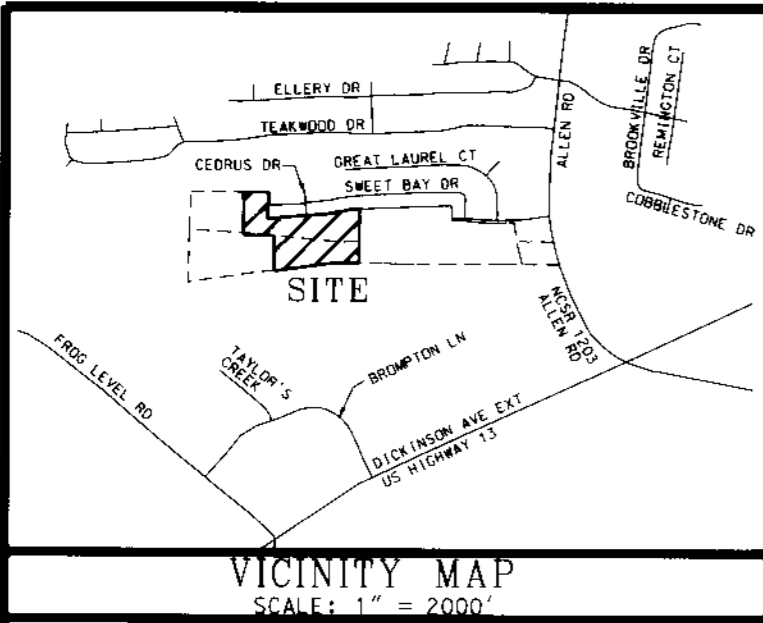 ELLERY DR
TEAKWOOD DR
CEDRUS DR
GREAT LAUREL CT
SWEET BAY DR
ALLEN RD
BROOKVILLE DR
REMINGTON CT
COBBLESTONE DR
SITE
NCSR 1203
ALLEN RD
FROG LEVEL RD
TAYLOR'S
CREEK
BROMPTON LN
DICKINSON AVE EXT
US HIGHWAY 13
VICINITY MAP
SCALE: 1" = 2000'